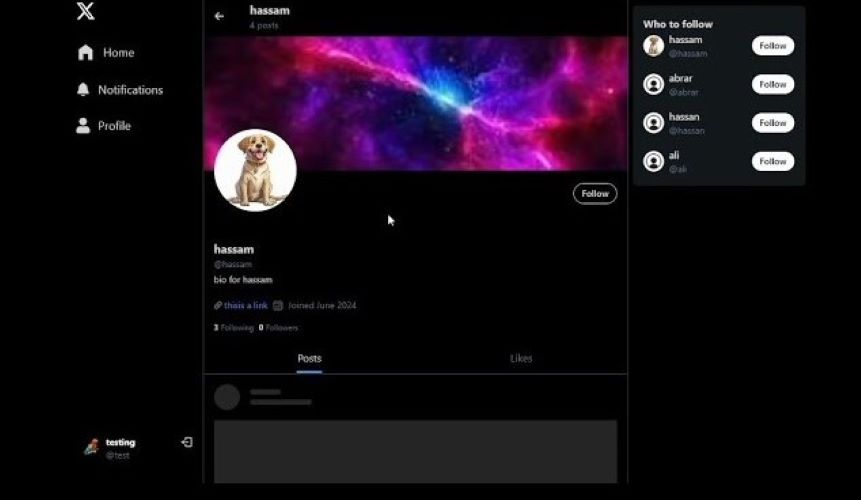 Home
Notifications
Profile
testing
@test
hassam
4 posts
Follow
hassam
@hassam
bio for hassam
thisis a link Joined June 2024
3 Following 0 Followers
Posts Likes
Who to follow
hassam
@hassam
Follow
abrar
@abrar
Follow
hassan
@hassan
Follow
ali
@ali
Follow